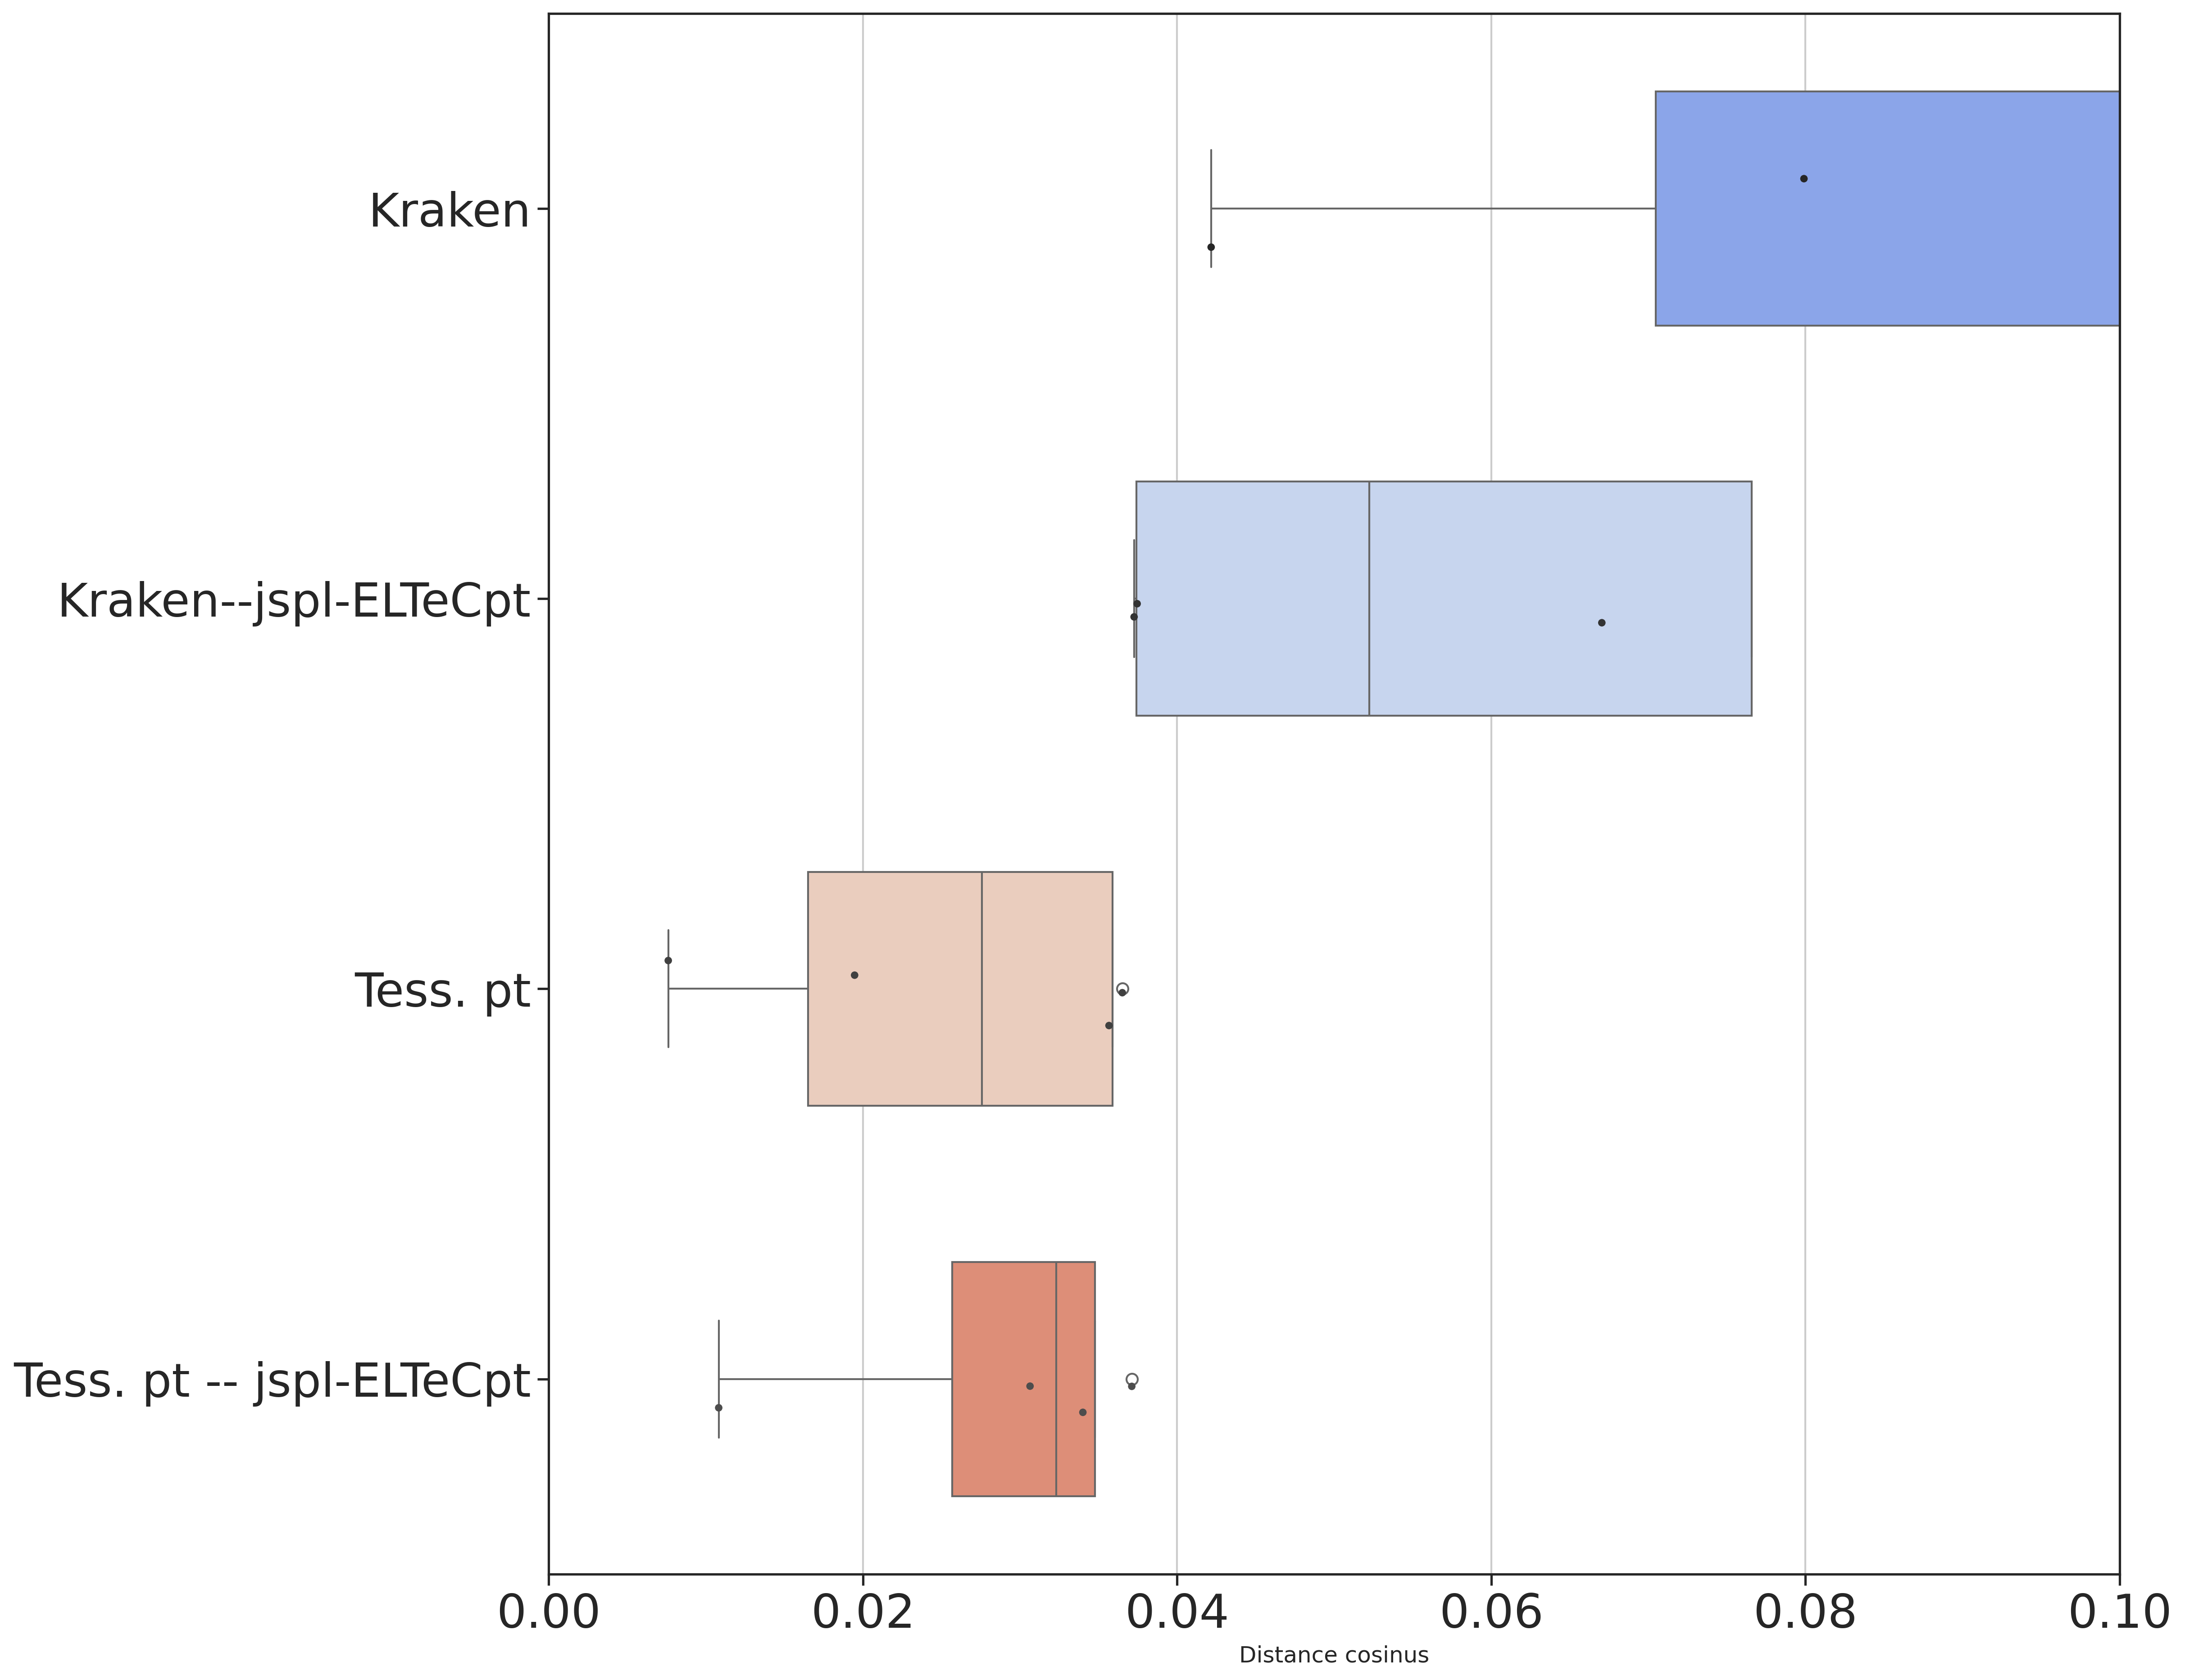 Kraken
Kraken--jspl-ELTeCpt
Tess. pt
Tess. pt -- jspl-ELTeCpt
0.00 0.02 0.04 0.06 0.08 0.10
Distance cosinus